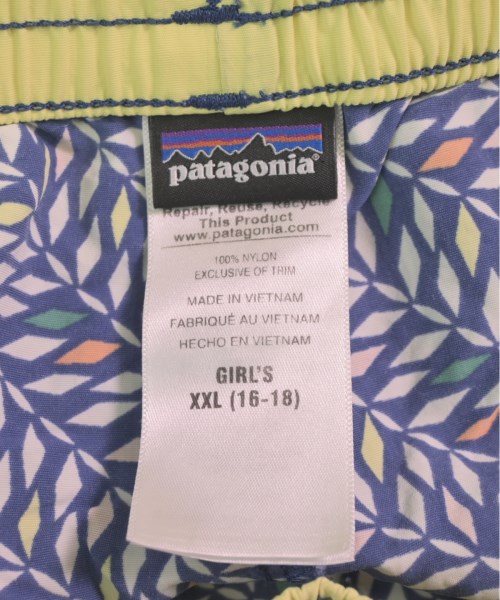 patagonia®
Repair, Reuse, Recycle
This Product
www.patagonia.com
100% NYLON
EXCLUSIVE OF TRIM
MADE IN VIETNAM
FABRIQUÉ AU VIETNAM
HECHO EN VIETNAM
GIRL'S
XXL (16-18)